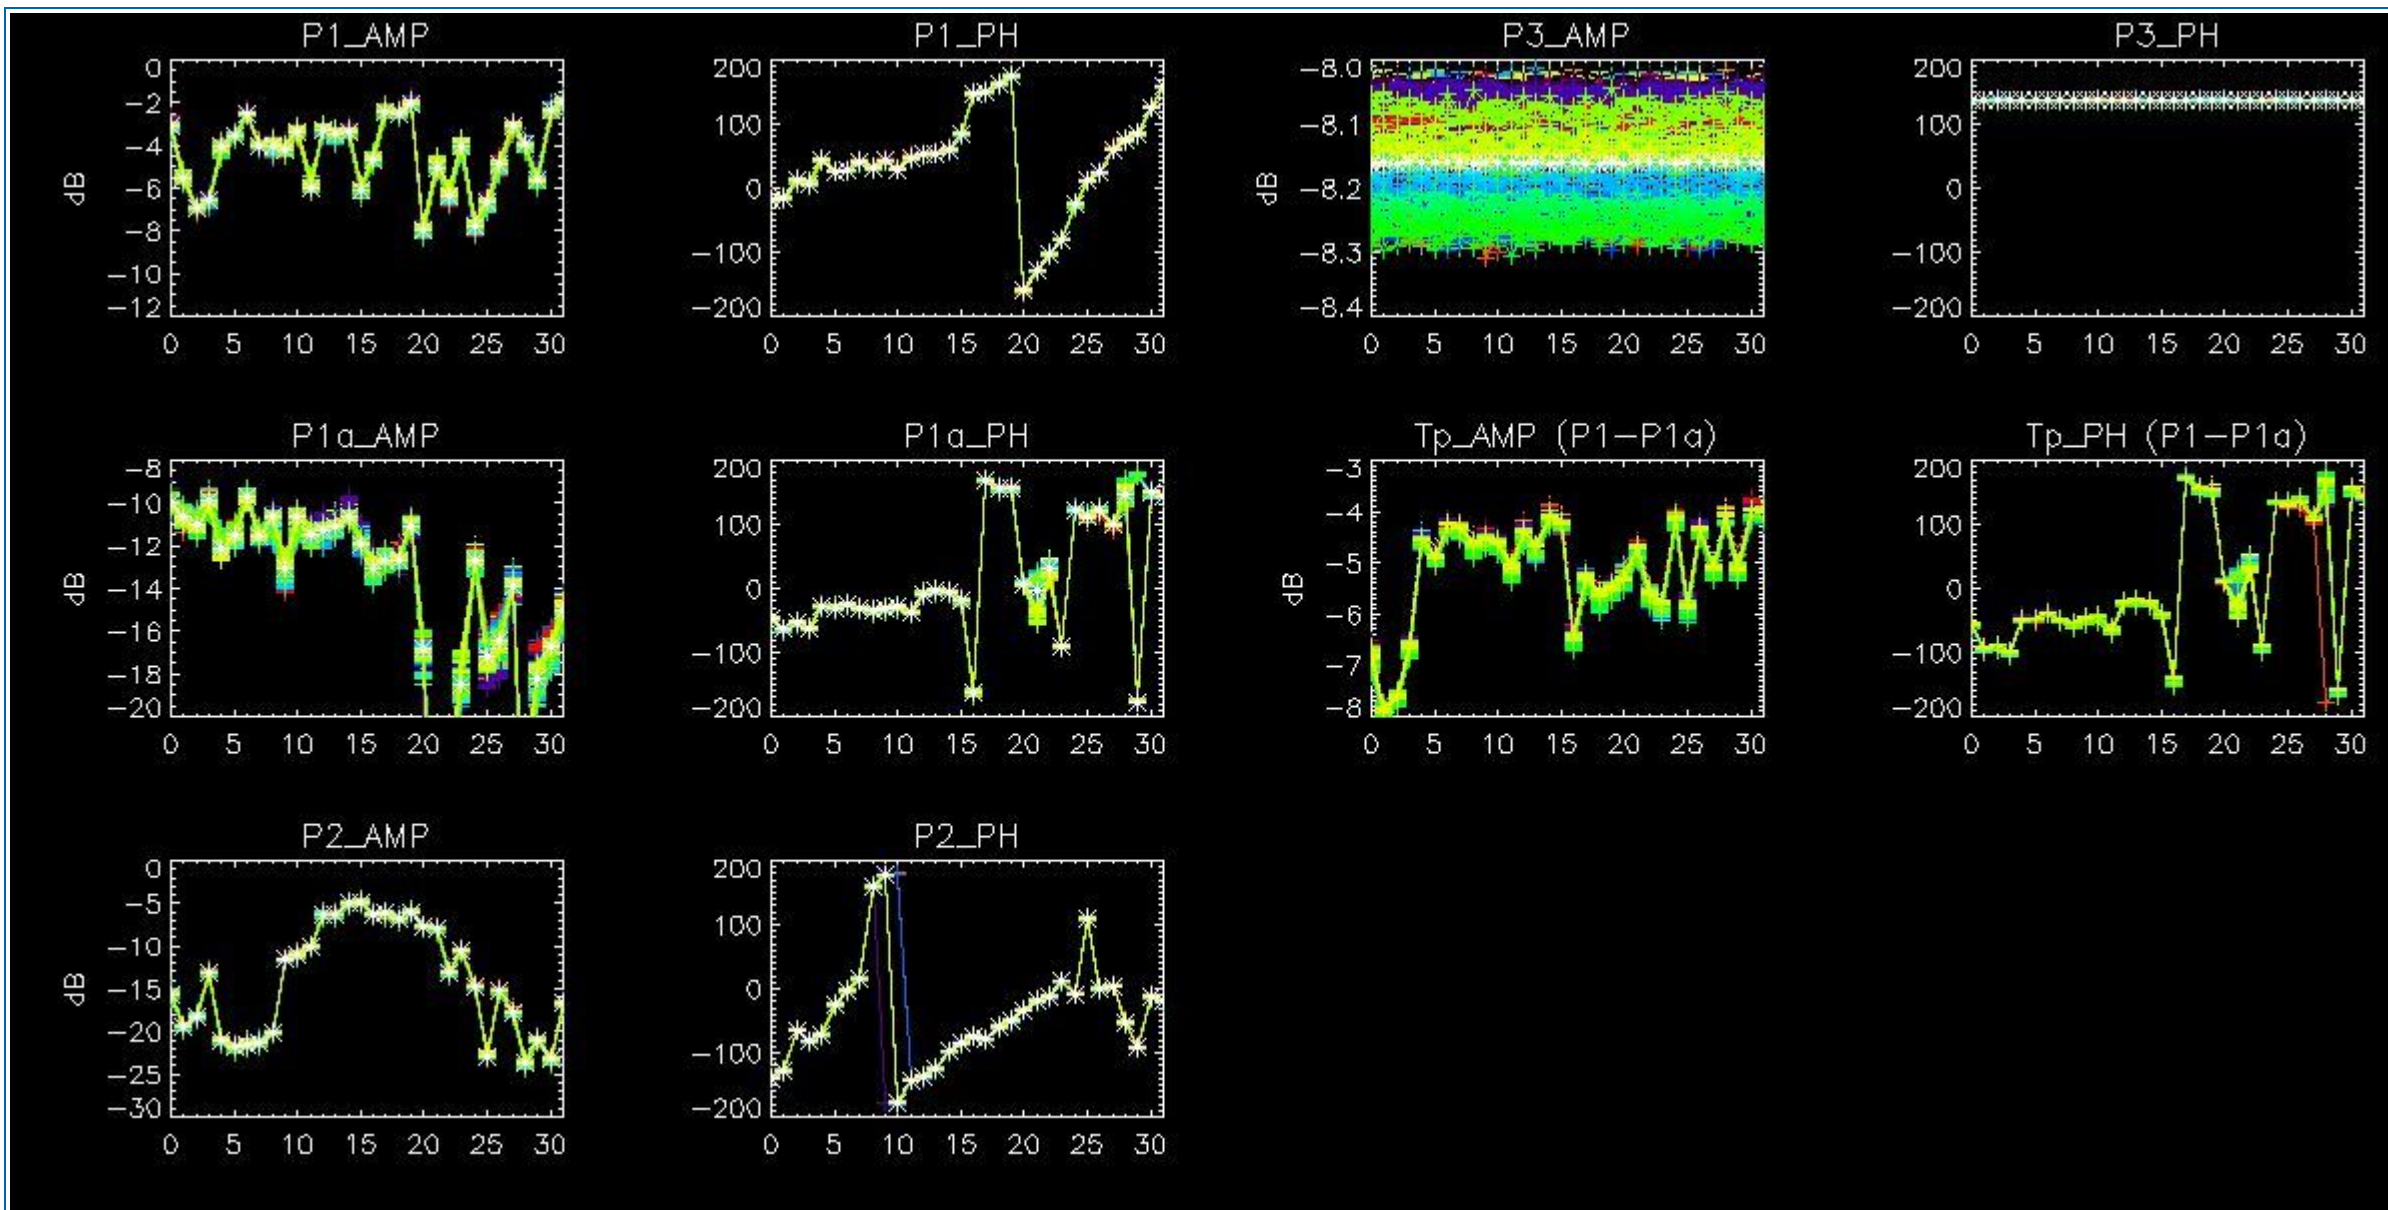 P1_AMP P1_PH P3_AMP P3_PH
0 200 -8.0 200
-2
-4 100 -8.1 100
dB -6 0 dB -8.2 0
-8 -100 -8.3 -100
-10
-12 -200 -8.4 -200
0 5 10 15 20 25 30 0 5 10 15 20 25 30 0 5 10 15 20 25 30 0 5 10 15 20 25 30
P1a_AMP P1a_PH Tp_AMP (P1-P1a) Tp_PH (P1-P1a)
-8 200 -3 200
-10 100 -4 100
-12
dB -14 0 dB -5 0
-16 -100 -6 -100
-18 -7
-20 -200 -8 -200
0 5 10 15 20 25 30 0 5 10 15 20 25 30 0 5 10 15 20 25 30 0 5 10 15 20 25 30
P2_AMP P2_PH
0 200
-5 100
-10
dB -15 0
-20 -100
-25
-30 -200
0 5 10 15 20 25 30 0 5 10 15 20 25 30